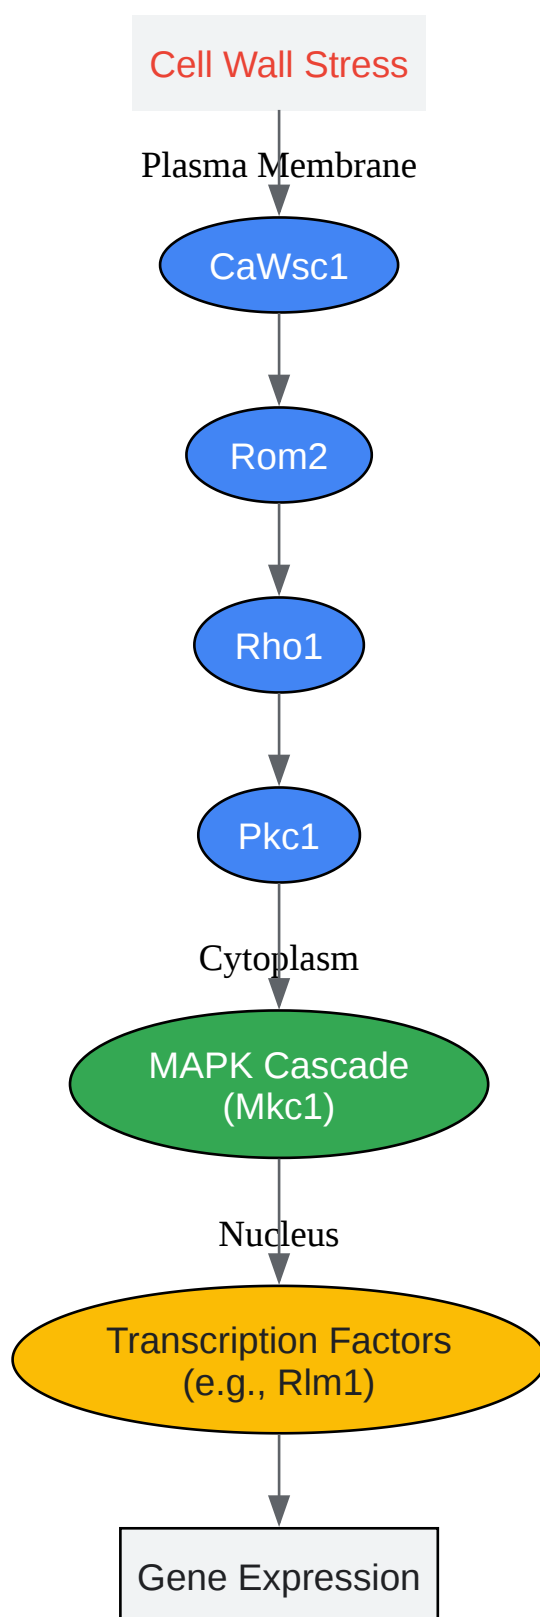 Cell Wall Stress
Plasma Membrane
CaWsc1
Rom2
Rho1
Pkc1
Cytoplasm
MAPK Cascade
(Mkc1)
Nucleus
Transcription Factors
(e.g., Rlm1)
Gene Expression